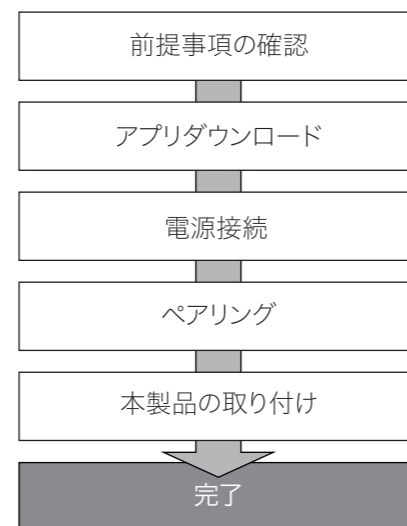 前提事項の確認
アプリダウンロード
電源接続
ペアリング
本製品の取り付け
完了